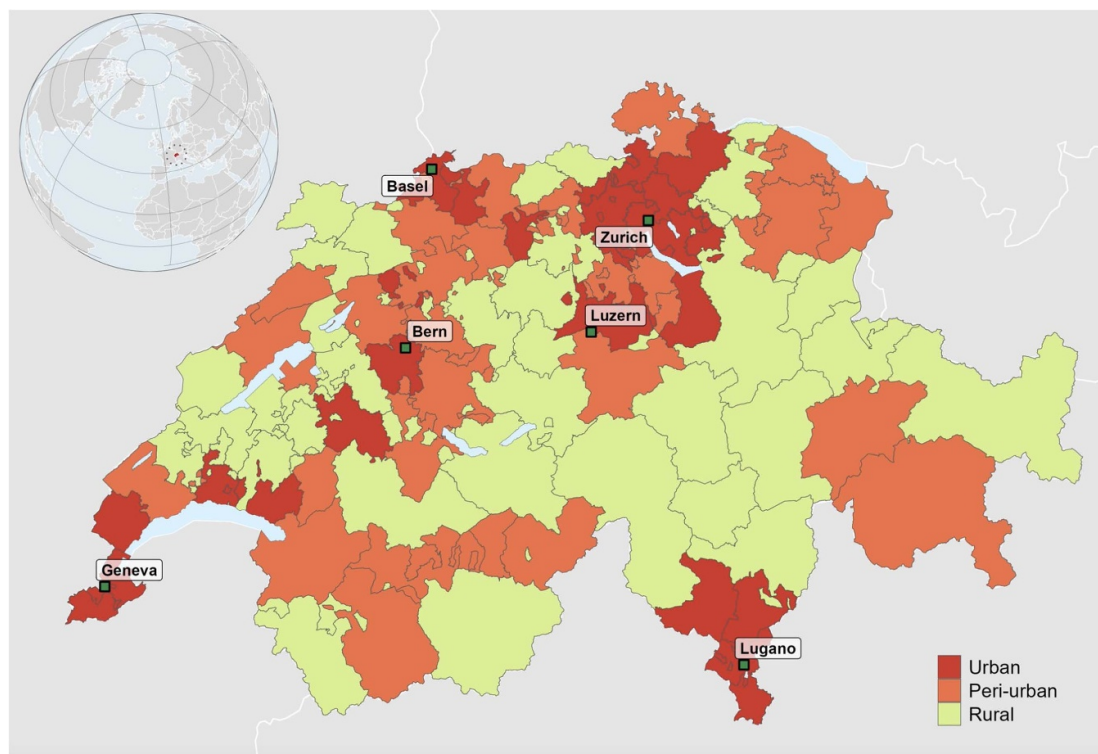 Basel
Zurich
Luzern
Bern
Geneva
Lugano
Urban
Peri-urban
Rural